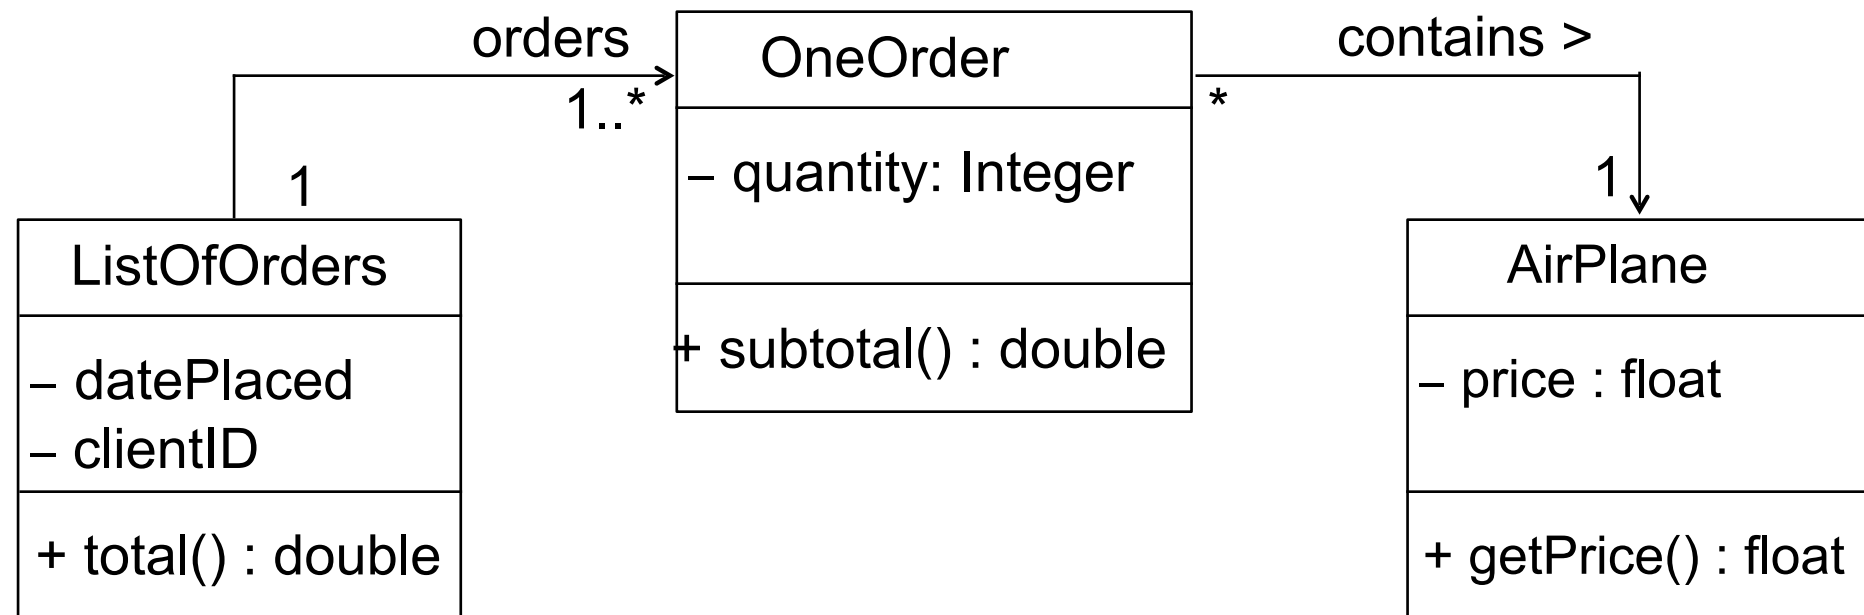 orders
1..*
1
ListOfOrders
– datePlaced
– clientID
+ total() : double
OneOrder
– quantity: Integer
+ subtotal() : double
contains >
*
1
AirPlane
– price : float
+ getPrice() : float